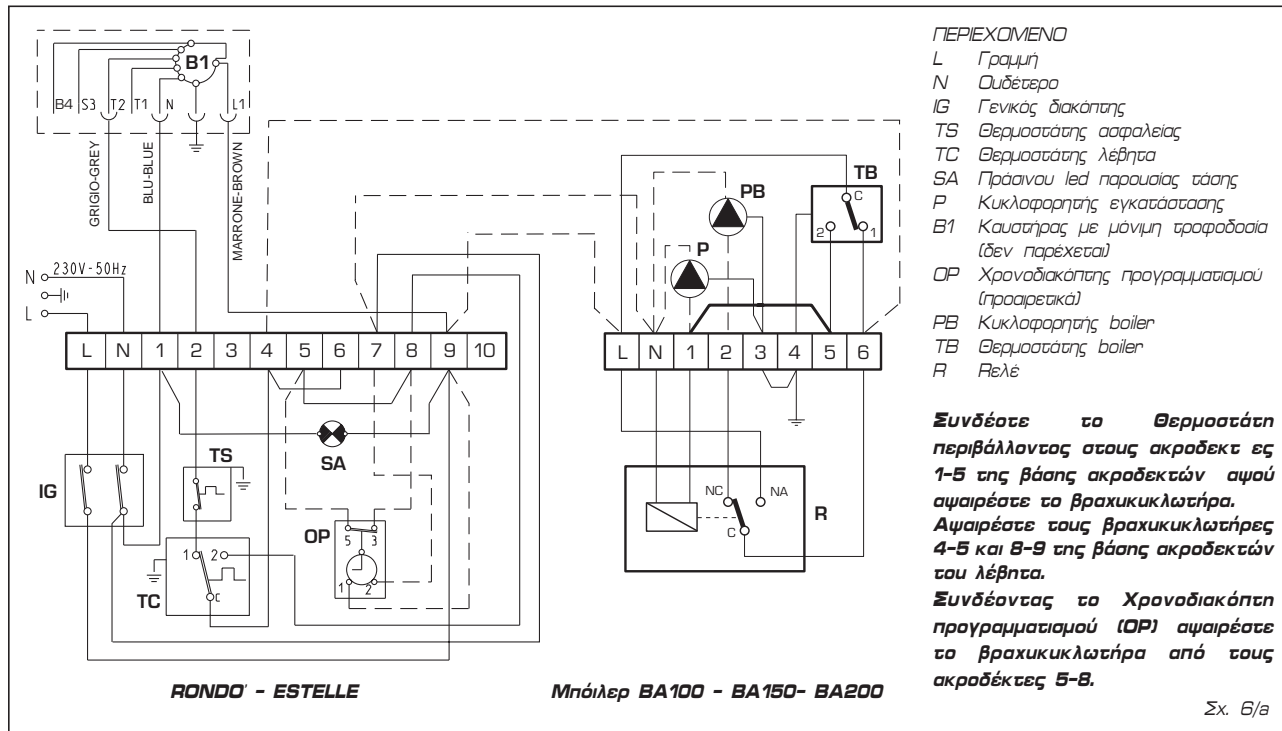 B1
B4 S3 T2 T1 N L1
GRIGIO-GREY
BLU-BLUE
MARRONE-BROWN
N 230V-50Hz
L
L N 1 2 3 4 5 6 7 8 9 10
IG
TS
SA
TC
1 2
C
OP
5 3
1 2
RONDO' - ESTELLE
PB
P
TB
C
2 1
L N 1 2 3 4 5 6
NC NA
C
R
Μπόιλερ BA100 - BA150- BA200
ΠΕΡΙΕΧΟΜΕΝΟ
L Γραμμή
N Ουδέτερο
IG Γενικός διακόπτης
TS Θερμοστάτης ασφαλείας
TC Θερμοστάτης λέβητα
SA Πράσινου led παρουσίας τάσης
P Κυκλοφορητής εγκατάστασης
B1 Καυστήρας με μόνιμη τροφοδοσία
(δεν παρέχεται)
OP Χρονοδιακόπτης προγραμματισμού
(προαιρετικά)
PB Κυκλοφορητής boiler
TB Θερμοστάτης boiler
R Rελέ
Συνδέστε το Θερμοστάτη
περιβάλλοντος στους ακροδεκτ ες
1-5 της βάσης ακροδεκτών αφού
αφαιρέστε το βραχυκυκλωτήρα.
Αφαιρέστε τους βραχυκυκλωτήρες
4-5 και 8-9 της βάσης ακροδεκτών
του λέβητα.
Συνδέοντας το Χρονοδιακόπτη
προγραμματισμού (OP) αφαιρέστε
το βραχυκυκλωτήρα από τους
ακροδέκτες 5-8.
Σχ. 6/a